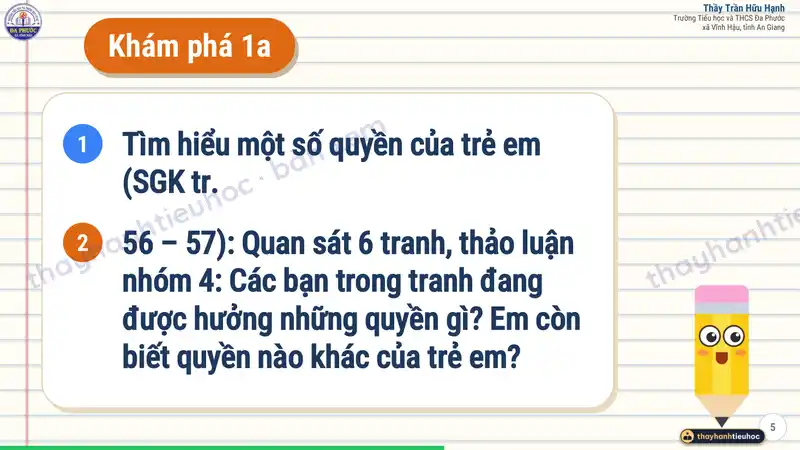 Thầy Trần Hữu Hạnh
Trường Tiểu học và THCS Đa Phước
xã Vĩnh Hậu, tỉnh An Giang
ĐA PHƯỚC
Khám phá 1a
1
Tìm hiểu một số quyền của trẻ em
(SGK tr.
2
56 – 57): Quan sát 6 tranh, thảo luận
nhóm 4: Các bạn trong tranh đang
được hưởng những quyền gì? Em còn
biết quyền nào khác của trẻ em?
thayhanhtieuhoc
5